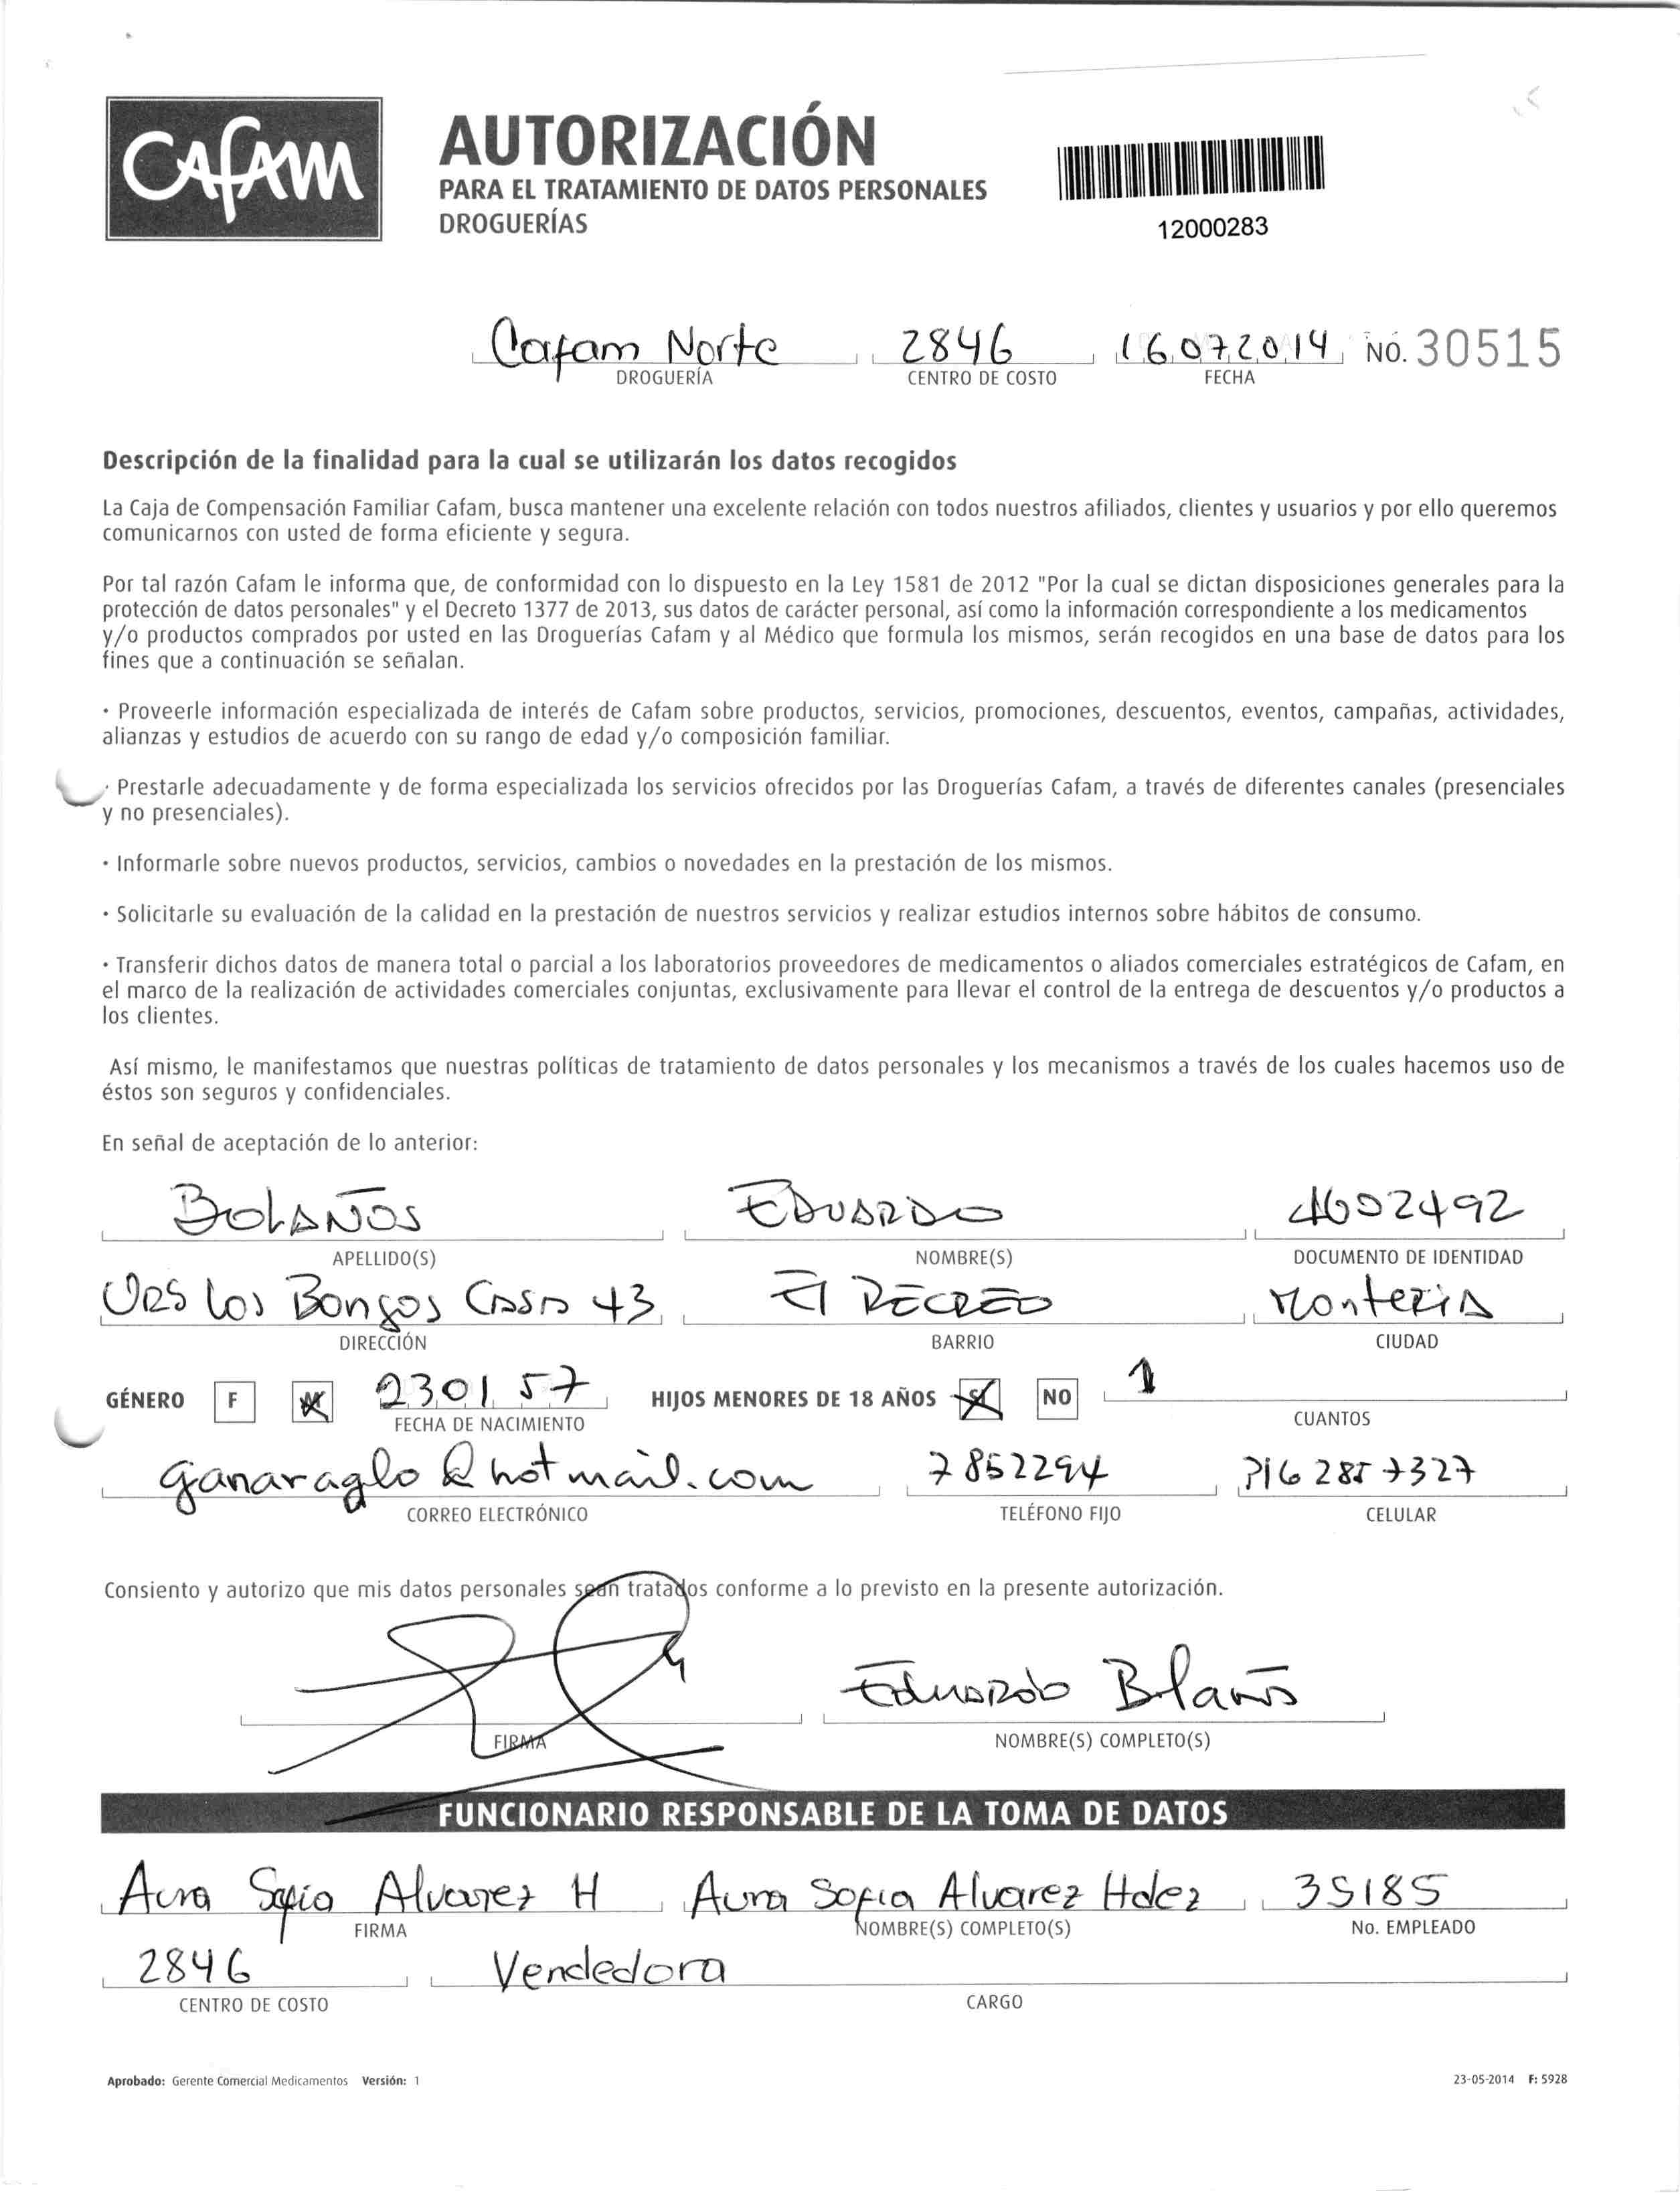 CAFAM
AUTORIZACIÓN
PARA EL TRATAMIENTO DE DATOS PERSONALES
DROGUERÍAS
12000283
Cafam Norte 2846 16072014 NO. 30515
DROGUERÍA CENTRO DE COSTO FECHA
Descripción de la finalidad para la cual se utilizarán los datos recogidos
La Caja de Compensación Familiar Cafam, busca mantener una excelente relación con todos nuestros afiliados, clientes y usuarios y por ello queremos
comunicarnos con usted de forma eficiente y segura.
Por tal razón Cafam le informa que, de conformidad con lo dispuesto en la Ley 1581 de 2012 "Por la cual se dictan disposiciones generales para la
protección de datos personales" y el Decreto 1377 de 2013, sus datos de carácter personal, así como la información correspondiente a los medicamentos
y/o productos comprados por usted en las Droguerías Cafam y al Médico que formula los mismos, serán recogidos en una base de datos para los
fines que a continuación se señalan.
· Proveerle información especializada de interés de Cafam sobre productos, servicios, promociones, descuentos, eventos, campañas, actividades,
alianzas y estudios de acuerdo con su rango de edad y/o composición familiar.
· Prestarle adecuadamente y de forma especializada los servicios ofrecidos por las Droguerías Cafam, a través de diferentes canales (presenciales
y no presenciales).
· Informarle sobre nuevos productos, servicios, cambios o novedades en la prestación de los mismos.
· Solicitarle su evaluación de la calidad en la prestación de nuestros servicios y realizar estudios internos sobre hábitos de consumo.
· Transferir dichos datos de manera total o parcial a los laboratorios proveedores de medicamentos o aliados comerciales estratégicos de Cafam, en
el marco de la realización de actividades comerciales conjuntas, exclusivamente para llevar el control de la entrega de descuentos y/o productos a
los clientes.
Así mismo, le manifestamos que nuestras políticas de tratamiento de datos personales y los mecanismos a través de los cuales hacemos uso de
éstos son seguros y confidenciales.
En señal de aceptación de lo anterior:
BOLAÑOS EDUARDO
APELLIDO(S) NOMBRE(S) DOCUMENTO DE IDENTIDAD
Los Bongos Casa 43 El RECREO MonteriA
DIRECCIÓN BARRIO CIUDAD
GÉNERO F M 230157 HIJOS MENORES DE 18 AÑOS SI NO 1
FECHA DE NACIMIENTO CUANTOS
ganaraglo@hotmail.com 7852294
CORREO ELECTRÓNICO TELÉFONO FIJO CELULAR
Consiento y autorizo que mis datos personales sean tratados conforme a lo previsto en la presente autorización.
Eduardo
FIRMA NOMBRE(S) COMPLETO(S)
FUNCIONARIO RESPONSABLE DE LA TOMA DE DATOS
Aura Sofia Alvarez H Aura Sofia Alvarez Hdez 35185
FIRMA NOMBRE(S) COMPLETO(S) No. EMPLEADO
2846 Vendedora
CENTRO DE COSTO CARGO
Aprobado: Gerente Comercial Medicamentos Versión: 1 23-05-2014 F: 5928